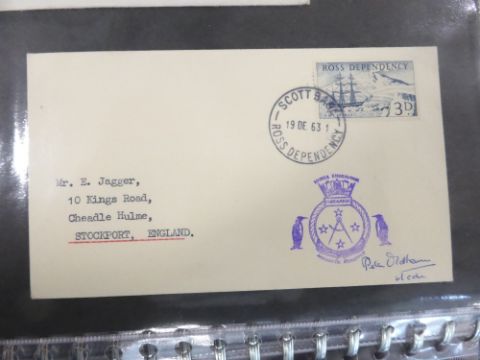 ROSS DEPENDENCY
3D
SCOTT BASE
19 DE 63 1
ROSS DEPENDENCY
Mr. E. Jagger,
10 Kings Road,
Cheadle Hulme,
STOCKPORT, ENGLAND.